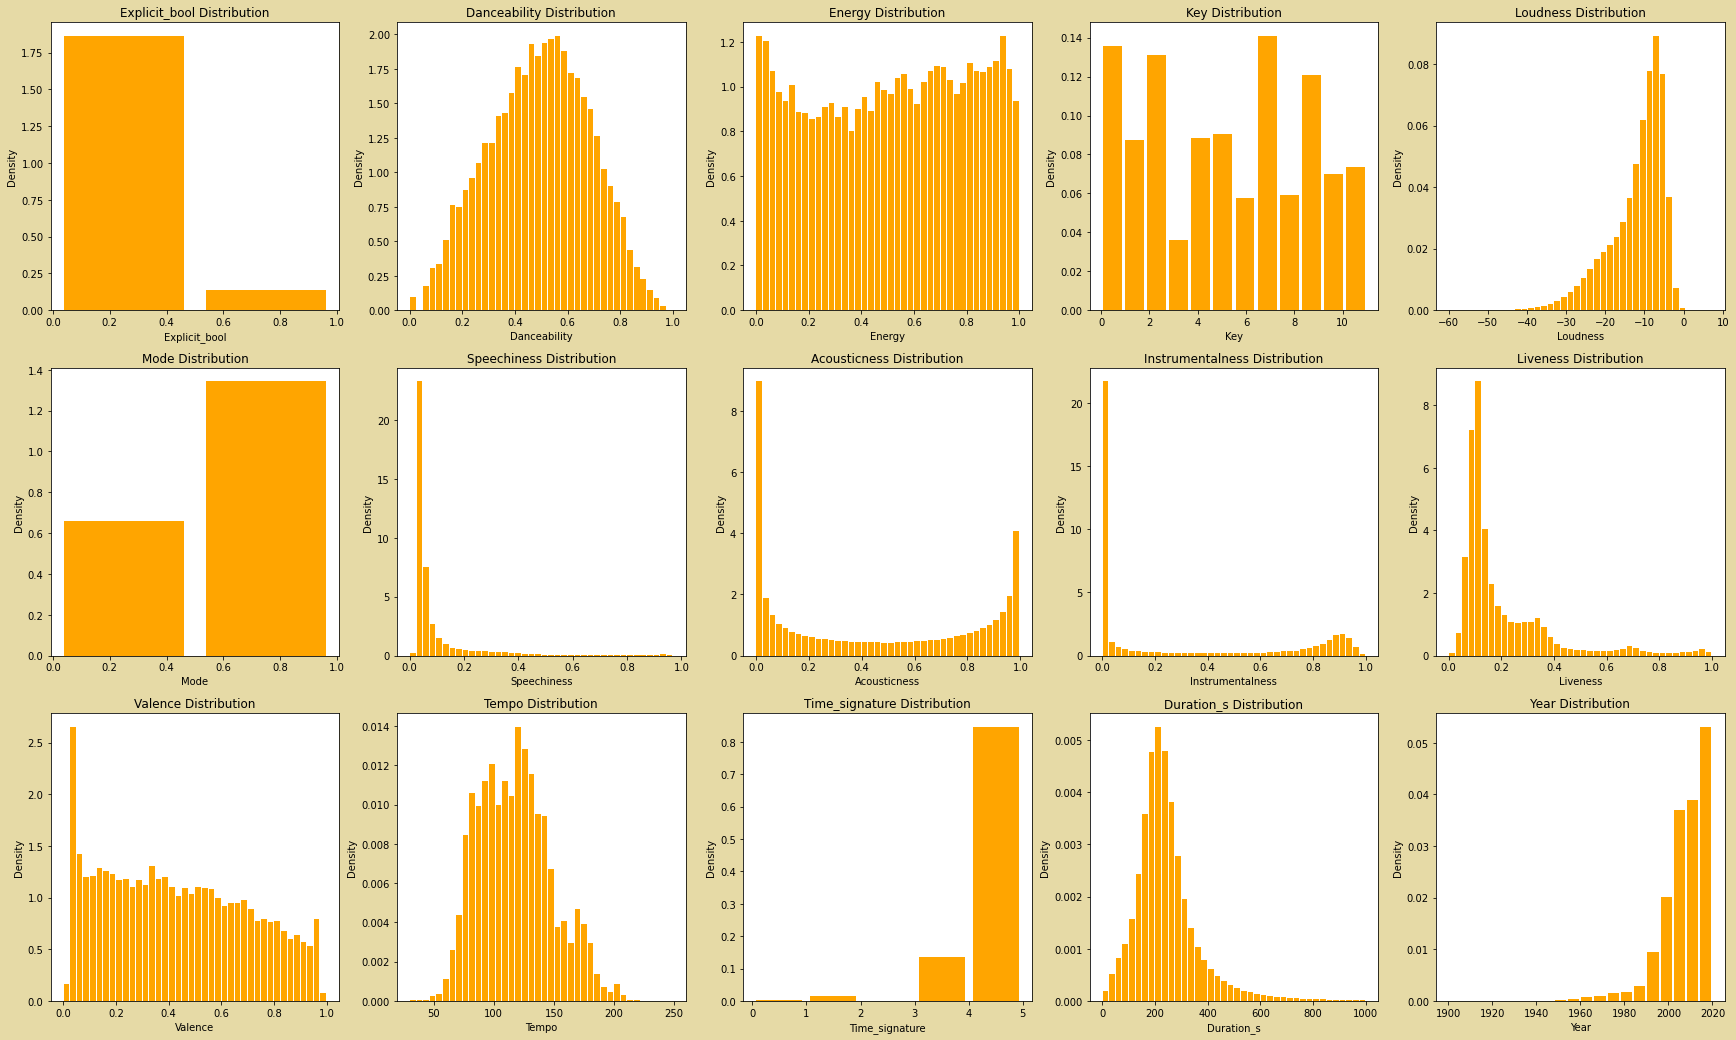 Explicit_bool Distribution
Density
1.75
1.50
1.25
1.00
0.75
0.50
0.25
0.00
0.0 0.2 0.4 0.6 0.8 1.0
Explicit_bool
Danceability Distribution
Density
2.00
1.75
1.50
1.25
1.00
0.75
0.50
0.25
0.00
0.0 0.2 0.4 0.6 0.8 1.0
Danceability
Energy Distribution
Density
1.2
1.0
0.8
0.6
0.4
0.2
0.0
0.0 0.2 0.4 0.6 0.8 1.0
Energy
Key Distribution
Density
0.14
0.12
0.10
0.08
0.06
0.04
0.02
0.00
0 2 4 6 8 10
Key
Loudness Distribution
Density
0.08
0.06
0.04
0.02
0.00
−60 −50 −40 −30 −20 −10 0 10
Loudness
Mode Distribution
Density
1.4
1.2
1.0
0.8
0.6
0.4
0.2
0.0
0.0 0.2 0.4 0.6 0.8 1.0
Mode
Speechiness Distribution
Density
20
15
10
5
0
0.0 0.2 0.4 0.6 0.8 1.0
Speechiness
Acousticness Distribution
Density
8
6
4
2
0
0.0 0.2 0.4 0.6 0.8 1.0
Acousticness
Instrumentalness Distribution
Density
20
15
10
5
0
0.0 0.2 0.4 0.6 0.8 1.0
Instrumentalness
Liveness Distribution
Density
8
6
4
2
0
0.0 0.2 0.4 0.6 0.8 1.0
Liveness
Valence Distribution
Density
2.5
2.0
1.5
1.0
0.5
0.0
0.0 0.2 0.4 0.6 0.8 1.0
Valence
Tempo Distribution
Density
0.014
0.012
0.010
0.008
0.006
0.004
0.002
0.000
50 100 150 200 250
Tempo
Time_signature Distribution
Density
0.8
0.7
0.6
0.5
0.4
0.3
0.2
0.1
0.0
0 1 2 3 4 5
Time_signature
Duration_s Distribution
Density
0.005
0.004
0.003
0.002
0.001
0.000
0 200 400 600 800 1000
Duration_s
Year Distribution
Density
0.05
0.04
0.03
0.02
0.01
0.00
1900 1920 1940 1960 1980 2000 2020
Year